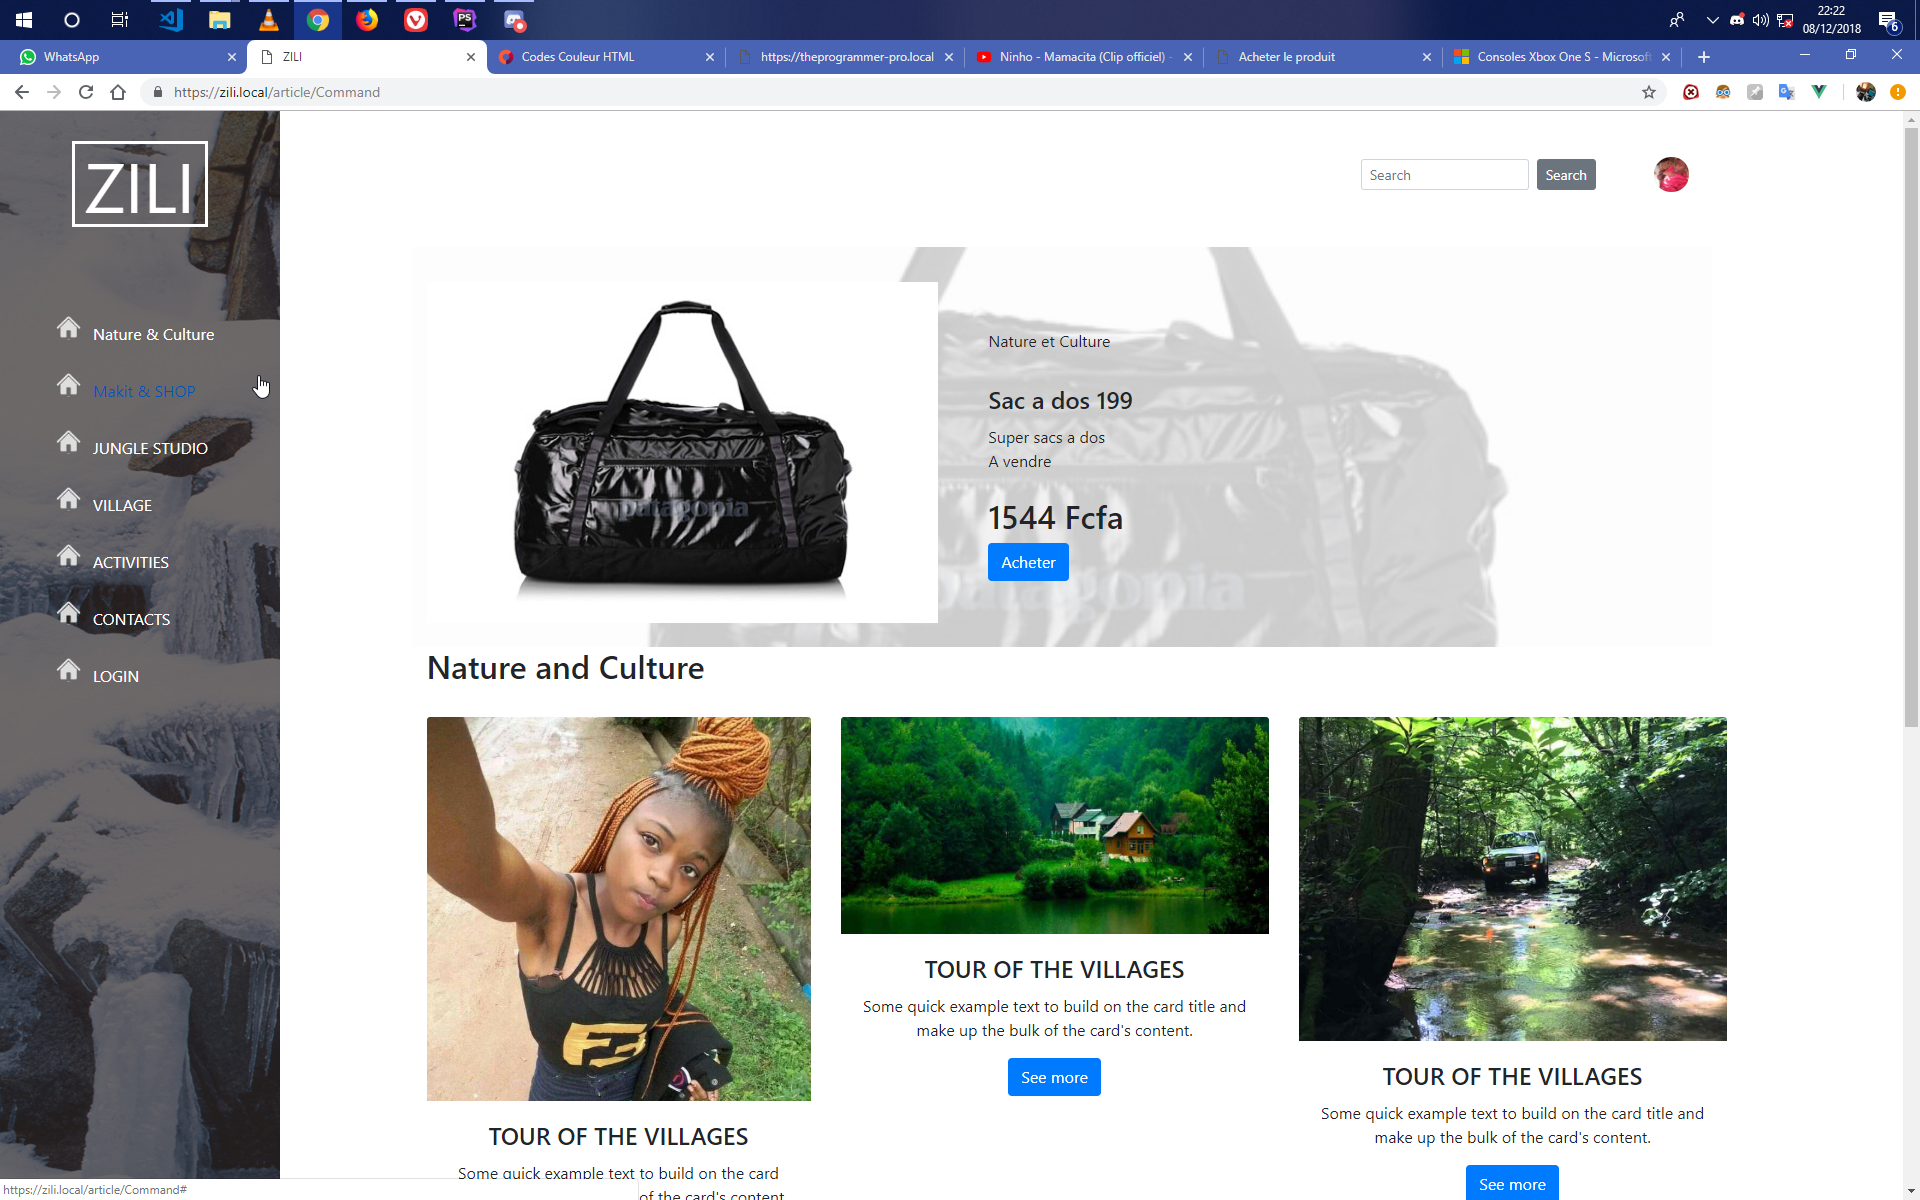 22:22
08/12/2018
6
WhatsApp
ZILI
Codes Couleur HTML
https://theprogrammer-pro.local
Ninho - Mamacita (Clip officiel) -
Acheter le produit
Consoles Xbox One S - Microsoft
https://zili.local/article/Command
ZILI
Search
Search
Nature & Culture
Makit & SHOP
JUNGLE STUDIO
VILLAGE
ACTIVITIES
CONTACTS
LOGIN
patagonia
Nature et Culture
Sac a dos 199
Super sacs a dos
A vendre
1544 Fcfa
Acheter
patagonia
Nature and Culture
TOUR OF THE VILLAGES
Some quick example text to build on the card
of the card's content
TOUR OF THE VILLAGES
Some quick example text to build on the card title and
make up the bulk of the card's content.
See more
TOUR OF THE VILLAGES
Some quick example text to build on the card title and
make up the bulk of the card's content.
See more
https://zili.local/article/Command#